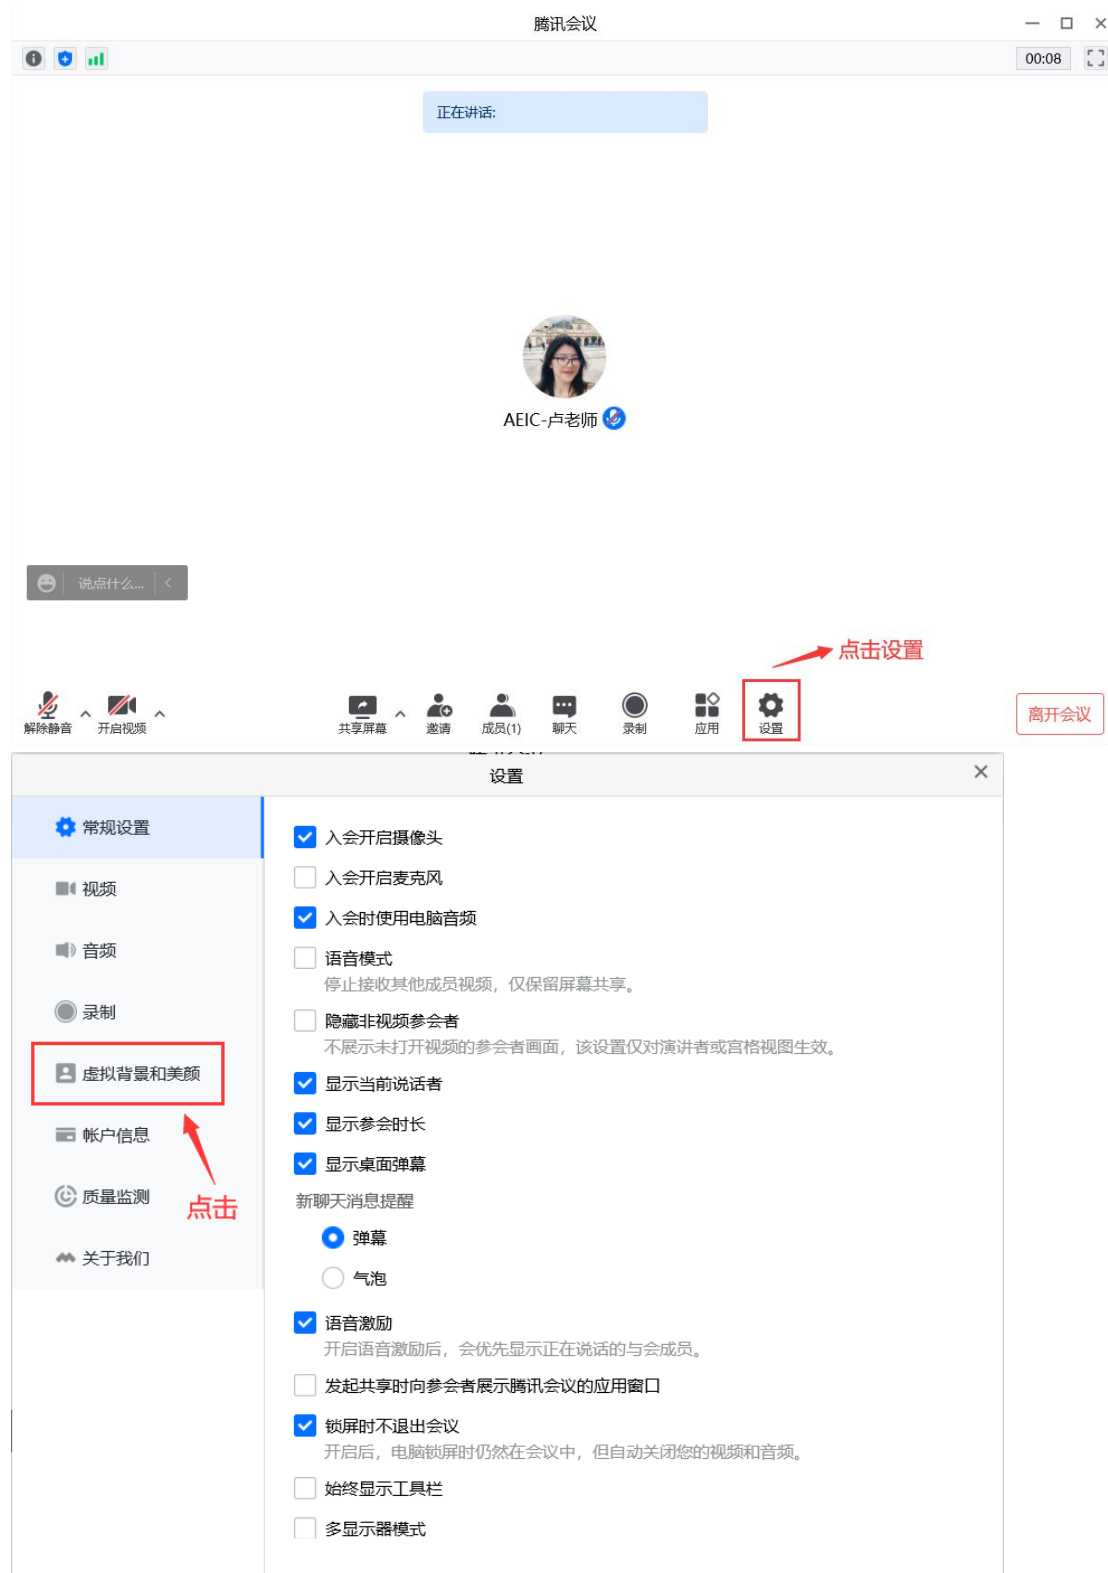 腾讯会议
00:08
正在讲话:
AEIC-卢老师
说点什么...
点击设置
解除静音
开启视频
共享屏幕
邀请
成员(1)
聊天
录制
应用
设置
离开会议
设置
常规设置
视频
音频
录制
虚拟背景和美颜
帐户信息
质量监测
点击
关于我们
入会开启摄像头
入会开启麦克风
入会时使用电脑音频
语音模式
停止接收其他成员视频，仅保留屏幕共享。
隐藏非视频参会者
不展示未打开视频的参会者画面，该设置仅对演讲者或宫格视图生效。
显示当前说话者
显示参会时长
显示桌面弹幕
新聊天消息提醒
弹幕
气泡
语音激励
开启语音激励后，会优先显示正在说话的与会成员。
发起共享时向参会者展示腾讯会议的应用窗口
锁屏时不退出会议
开启后，电脑锁屏时仍然在会议中，但自动关闭您的视频和音频。
始终显示工具栏
多显示器模式